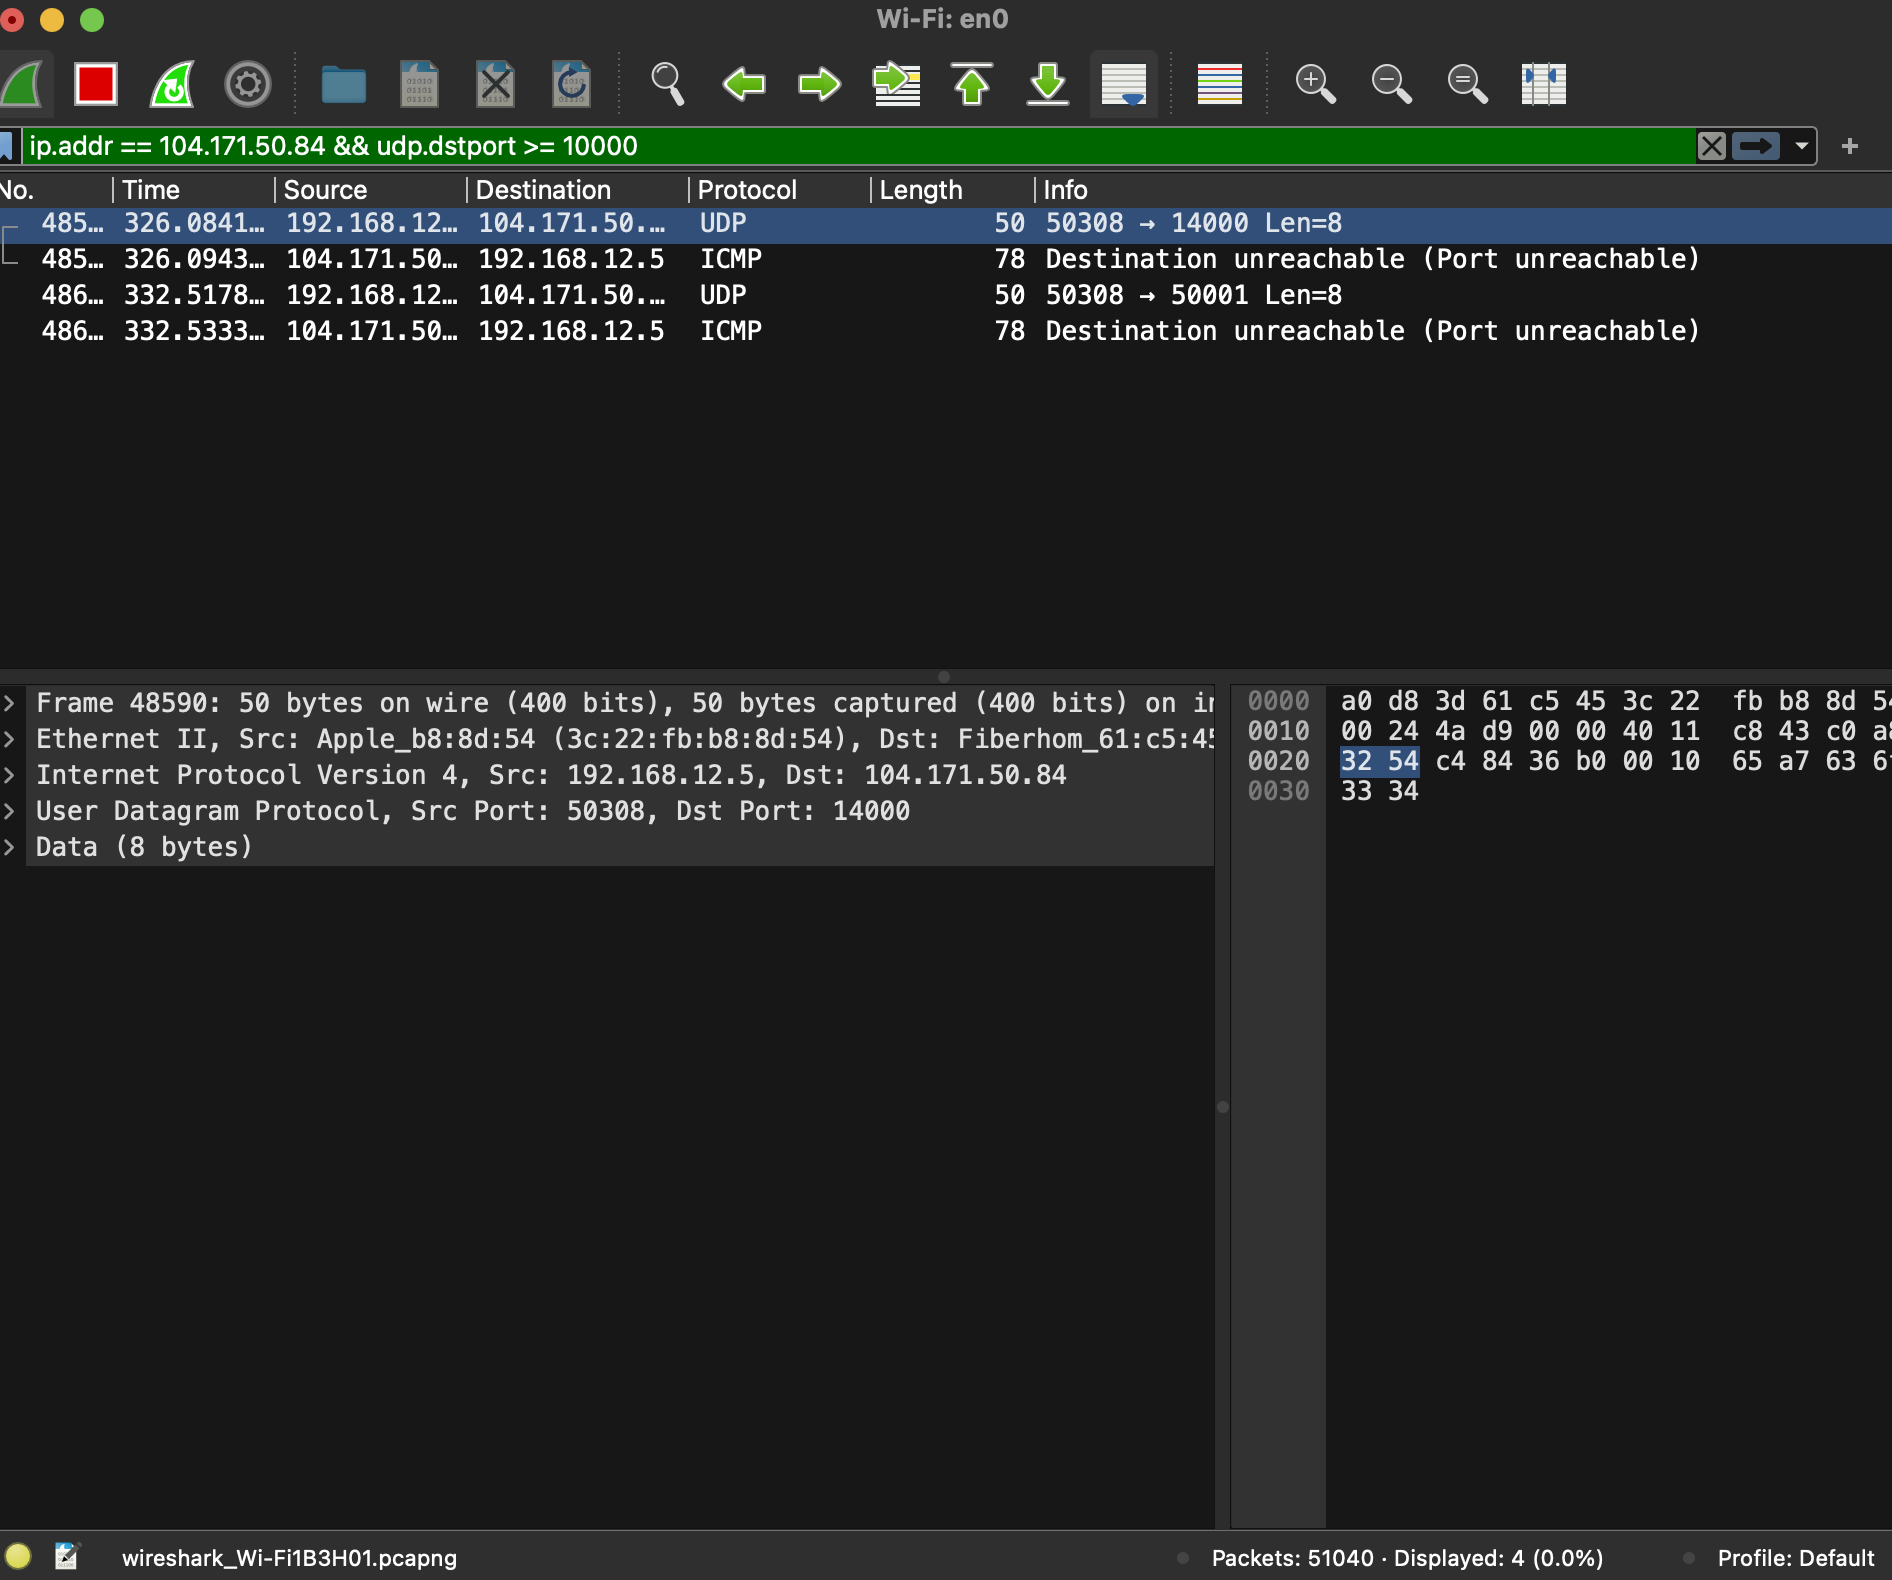 Wi-Fi: en0
ip.addr == 104.171.50.84 && udp.dstport >= 10000
No. Time Source Destination Protocol Length Info
485… 326.0841… 192.168.12… 104.171.50.… UDP 50 50308 → 14000 Len=8
485… 326.0943… 104.171.50… 192.168.12.5 ICMP 78 Destination unreachable (Port unreachable)
486… 332.5178… 192.168.12… 104.171.50.… UDP 50 50308 → 50001 Len=8
486… 332.5333… 104.171.50… 192.168.12.5 ICMP 78 Destination unreachable (Port unreachable)
Frame 48590: 50 bytes on wire (400 bits), 50 bytes captured (400 bits) on
Ethernet II, Src: Apple_b8:8d:54 (3c:22:fb:b8:8d:54), Dst: Fiberhom_61:c5:45
Internet Protocol Version 4, Src: 192.168.12.5, Dst: 104.171.50.84
User Datagram Protocol, Src Port: 50308, Dst Port: 14000
Data (8 bytes)
0000 a0 d8 3d 61 c5 45 3c 22 fb b8 8d 54
0010 00 24 4a d9 00 00 40 11 c8 43 c0 a8
0020 32 54 c4 84 36 b0 00 10 65 a7 63
0030 33 34
wireshark_Wi-Fi1B3H01.pcapng
Packets: 51040 · Displayed: 4 (0.0%)
Profile: Default